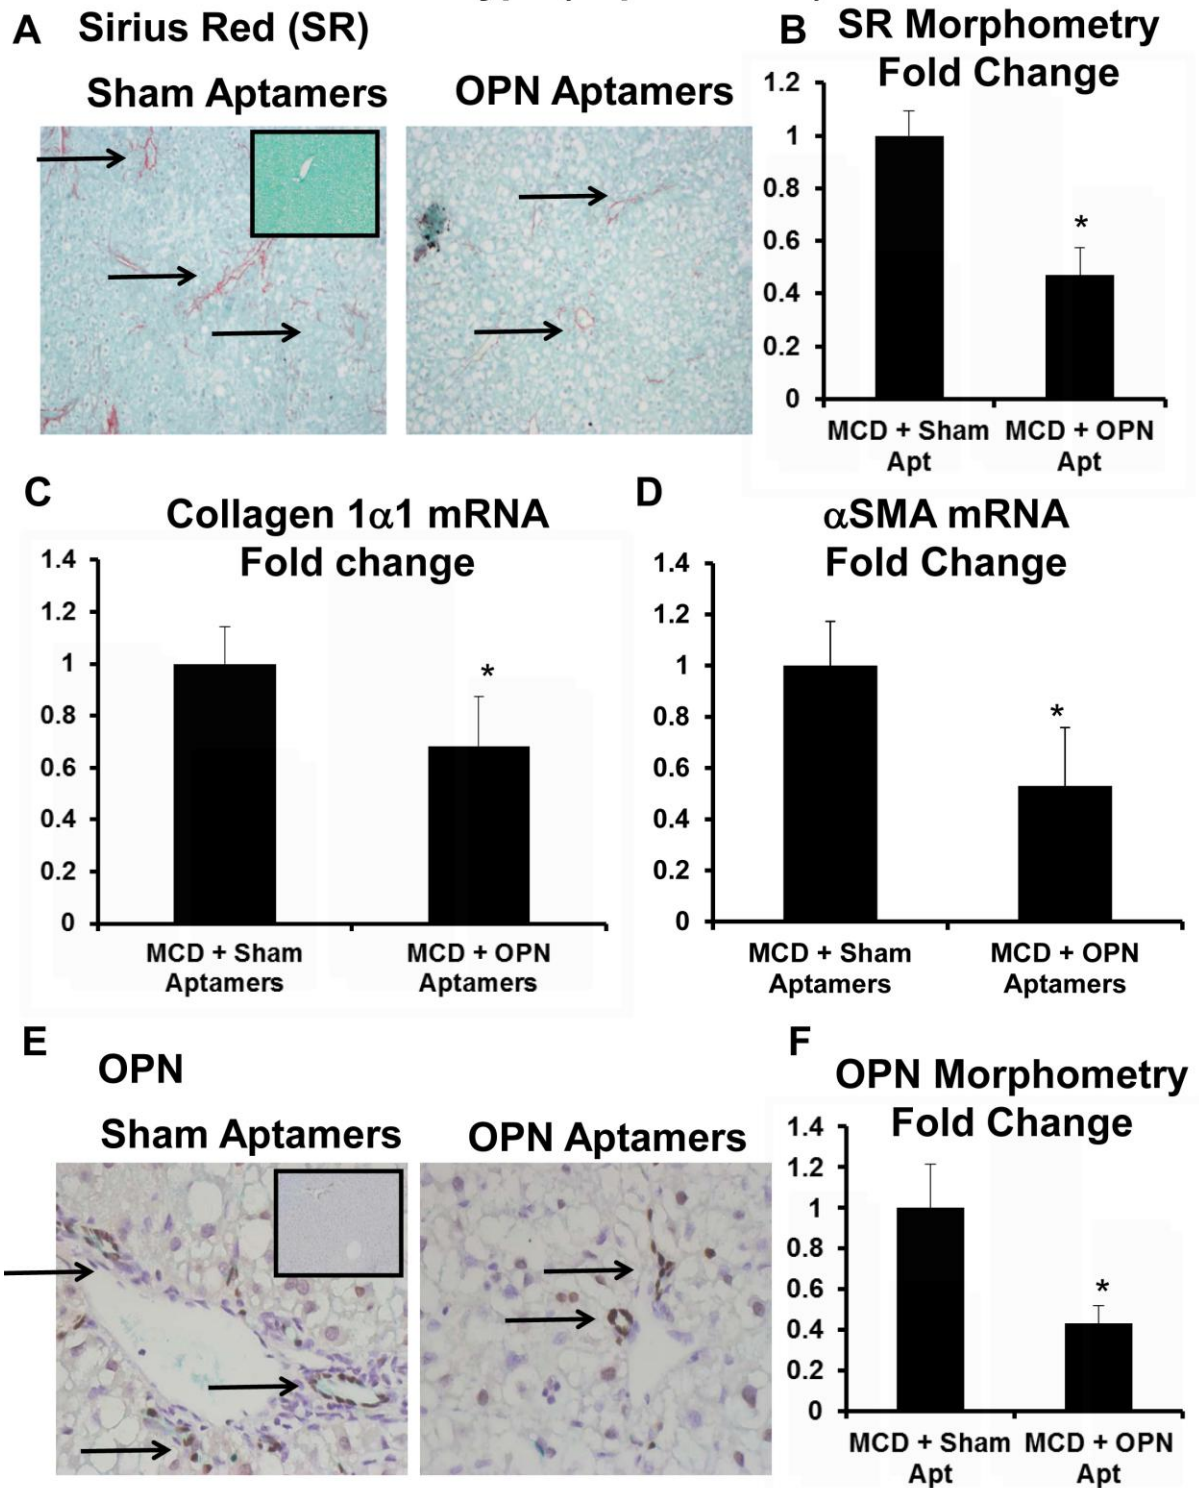 A Sirius Red (SR)
Sham Aptamers
OPN Aptamers
B SR Morphometry
Fold Change
1.2
1
0.8
0.6
0.4
0.2
0
*
MCD + Sham
Apt
MCD + OPN
Apt
C
Collagen 1α1 mRNA
Fold change
1.4
1.2
1
0.8
0.6
0.4
0.2
0
*
MCD + Sham
Aptamers
MCD + OPN
Aptamers
D
αSMA mRNA
Fold Change
1.4
1.2
1
0.8
0.6
0.4
0.2
0
*
MCD + Sham
Aptamers
MCD + OPN
Aptamers
E
OPN
Sham Aptamers
OPN Aptamers
F
OPN Morphometry
Fold Change
1.4
1.2
1
0.8
0.6
0.4
0.2
0
*
MCD + Sham
Apt
MCD + OPN
Apt